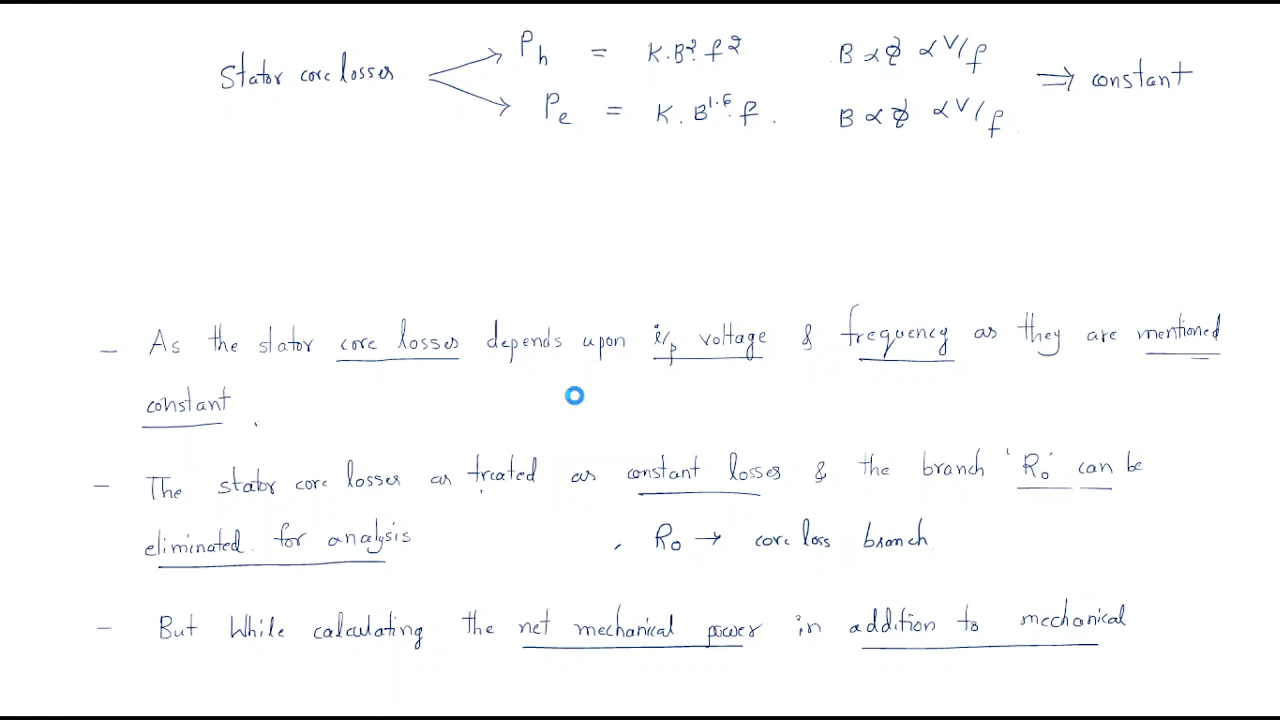 Stator core losses
Ph = K.B².f² B ∝ Φ ∝ V/f
Pe = K.B^1.6.f. B ∝ Φ ∝ V/f
⇒ constant
- As the stator core losses depends upon i/p voltage & frequency as they are mentioned
constant.
- The stator core losses as treated as constant losses & the branch 'Ro' can be
eliminated. for analysis , Ro → core loss branch
- But While calculating the net mechanical power in addition to mechanical